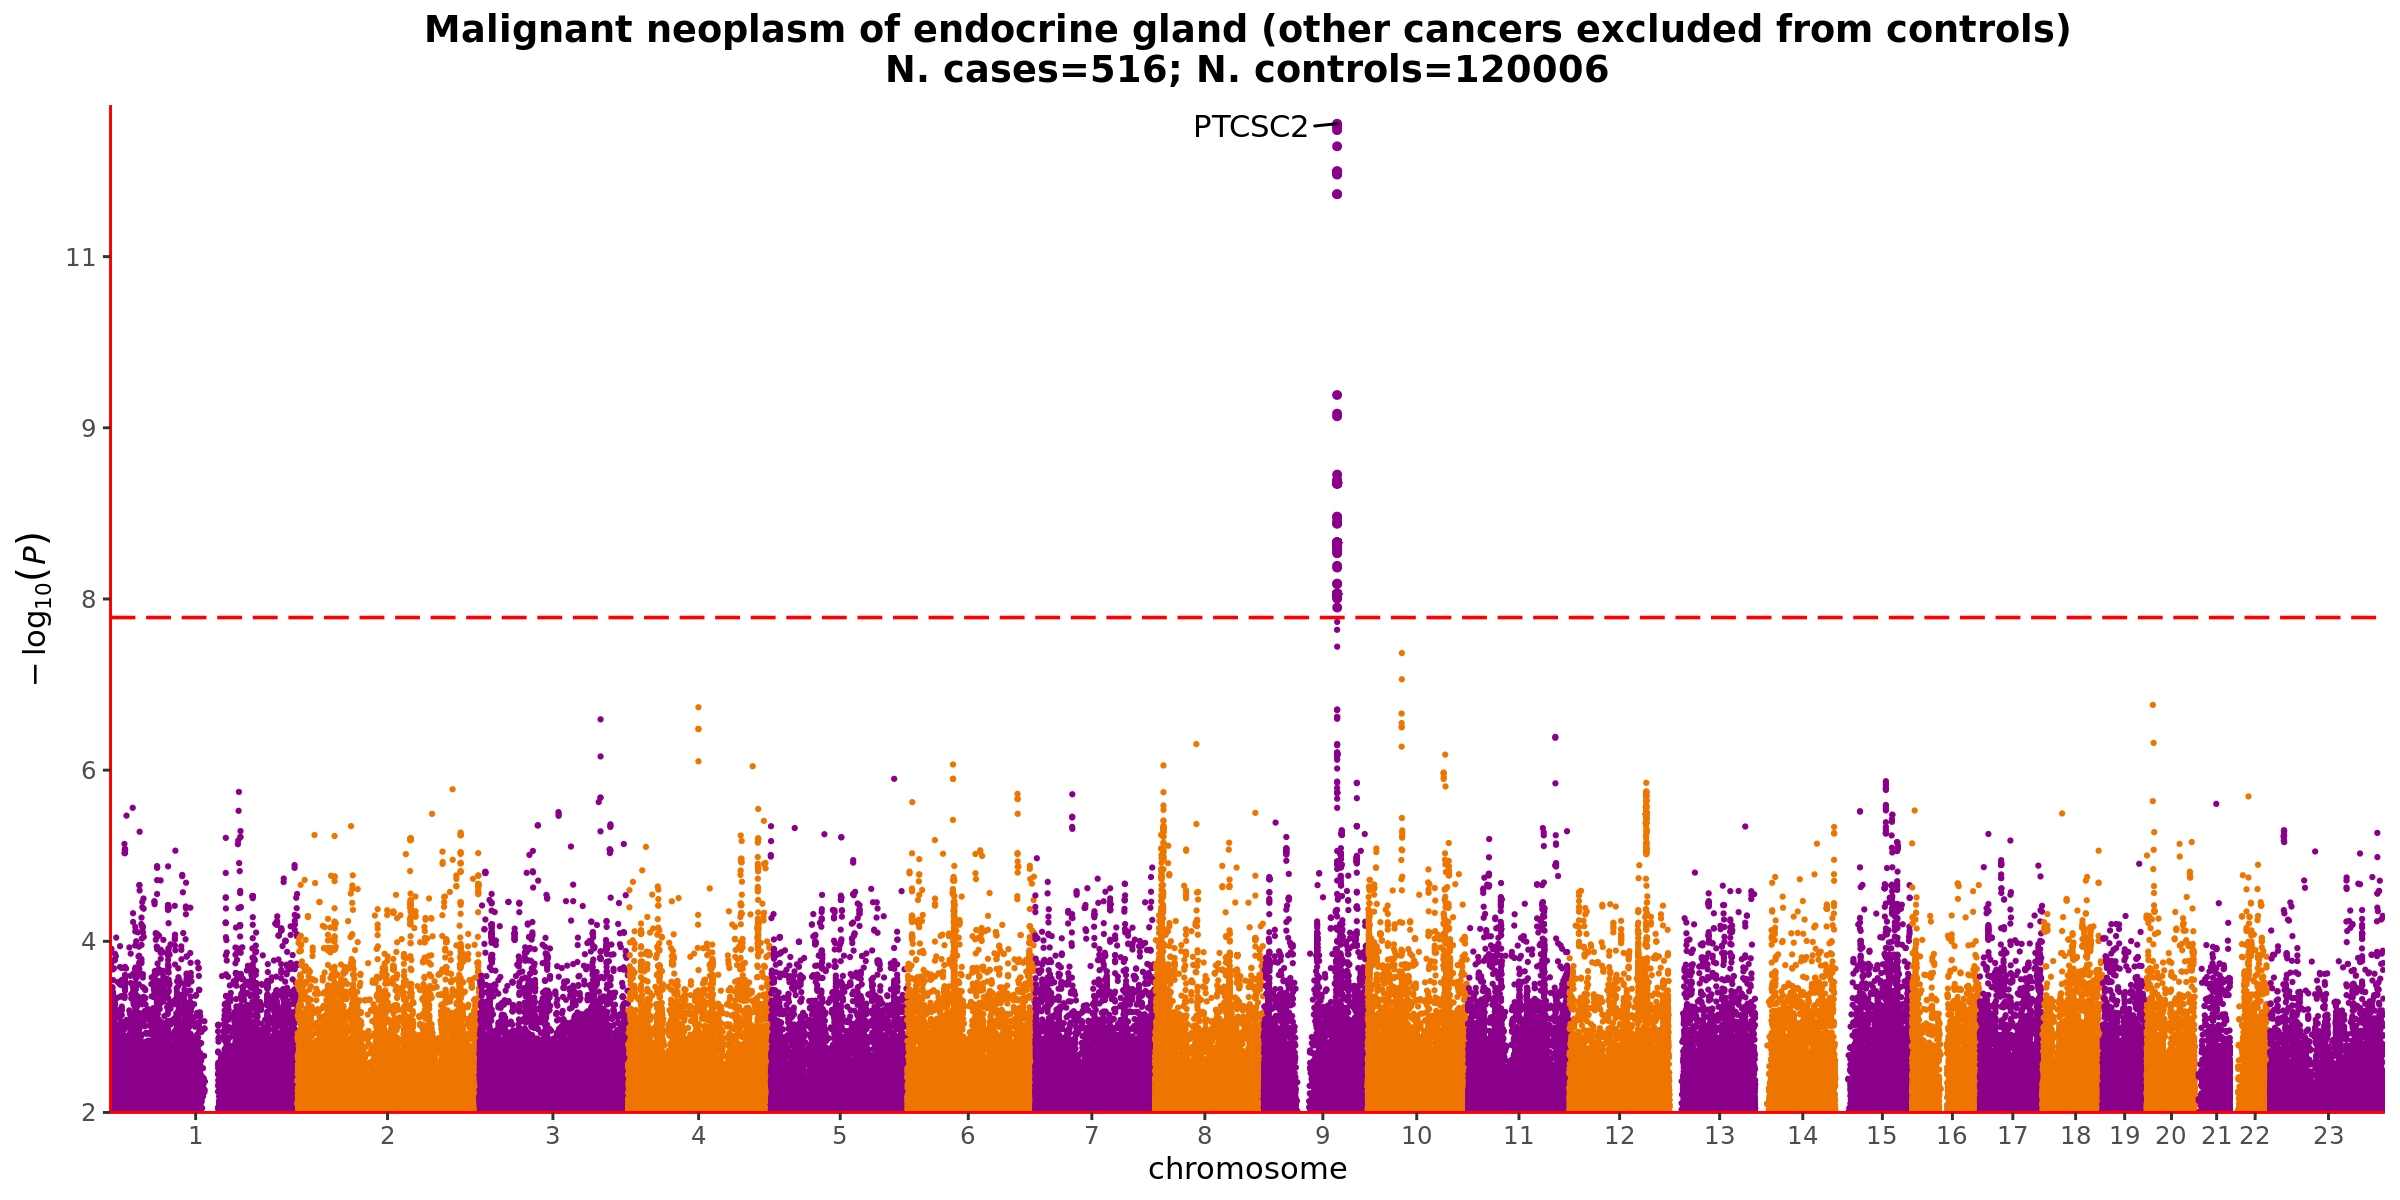 Malignant neoplasm of endocrine gland (other cancers excluded from controls)
N. cases=516; N. controls=120006
PTCSC2
11
9
8
6
4
2
−log10(P)
1 2 3 4 5 6 7 8 9 10 11 12 13 14 15 16 17 18 19 20 21 22 23
chromosome